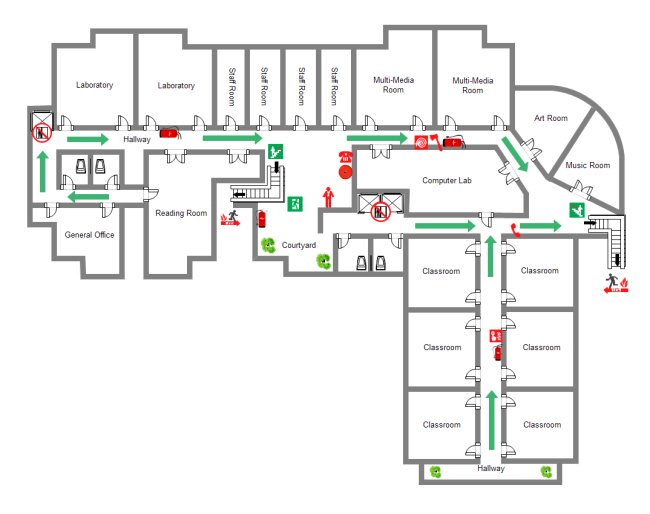 Laboratory
Laboratory
Staff Room
Staff Room
Staff Room
Staff Room
Multi-Media
Room
Multi-Media
Room
Art Room
Music Room
Hallway
Computer Lab
Reading Room
General Office
Courtyard
Classroom
Classroom
Classroom
Classroom
Classroom
Classroom
Hallway